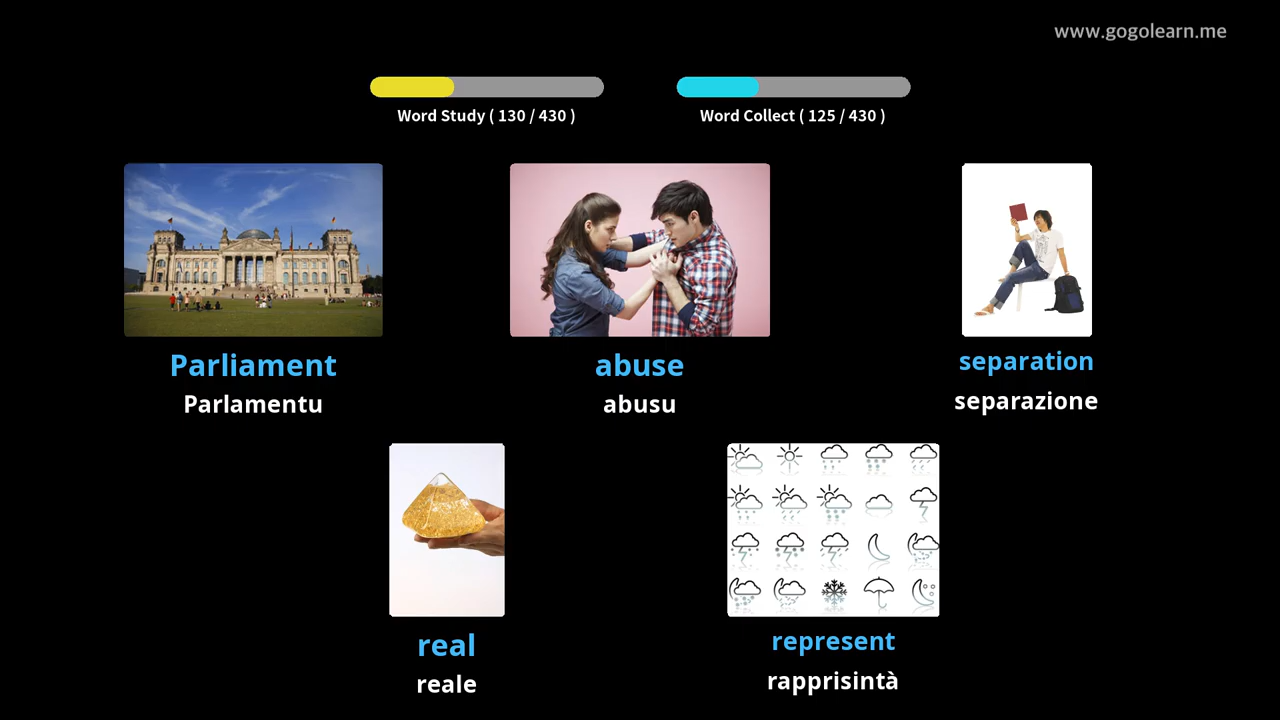 www.gogolearn.me
Word Study ( 130 / 430 )
Word Collect ( 125 / 430 )
Parliament
Parlamentu
abuse
abusu
separation
separazione
real
reale
represent
rapprisintà